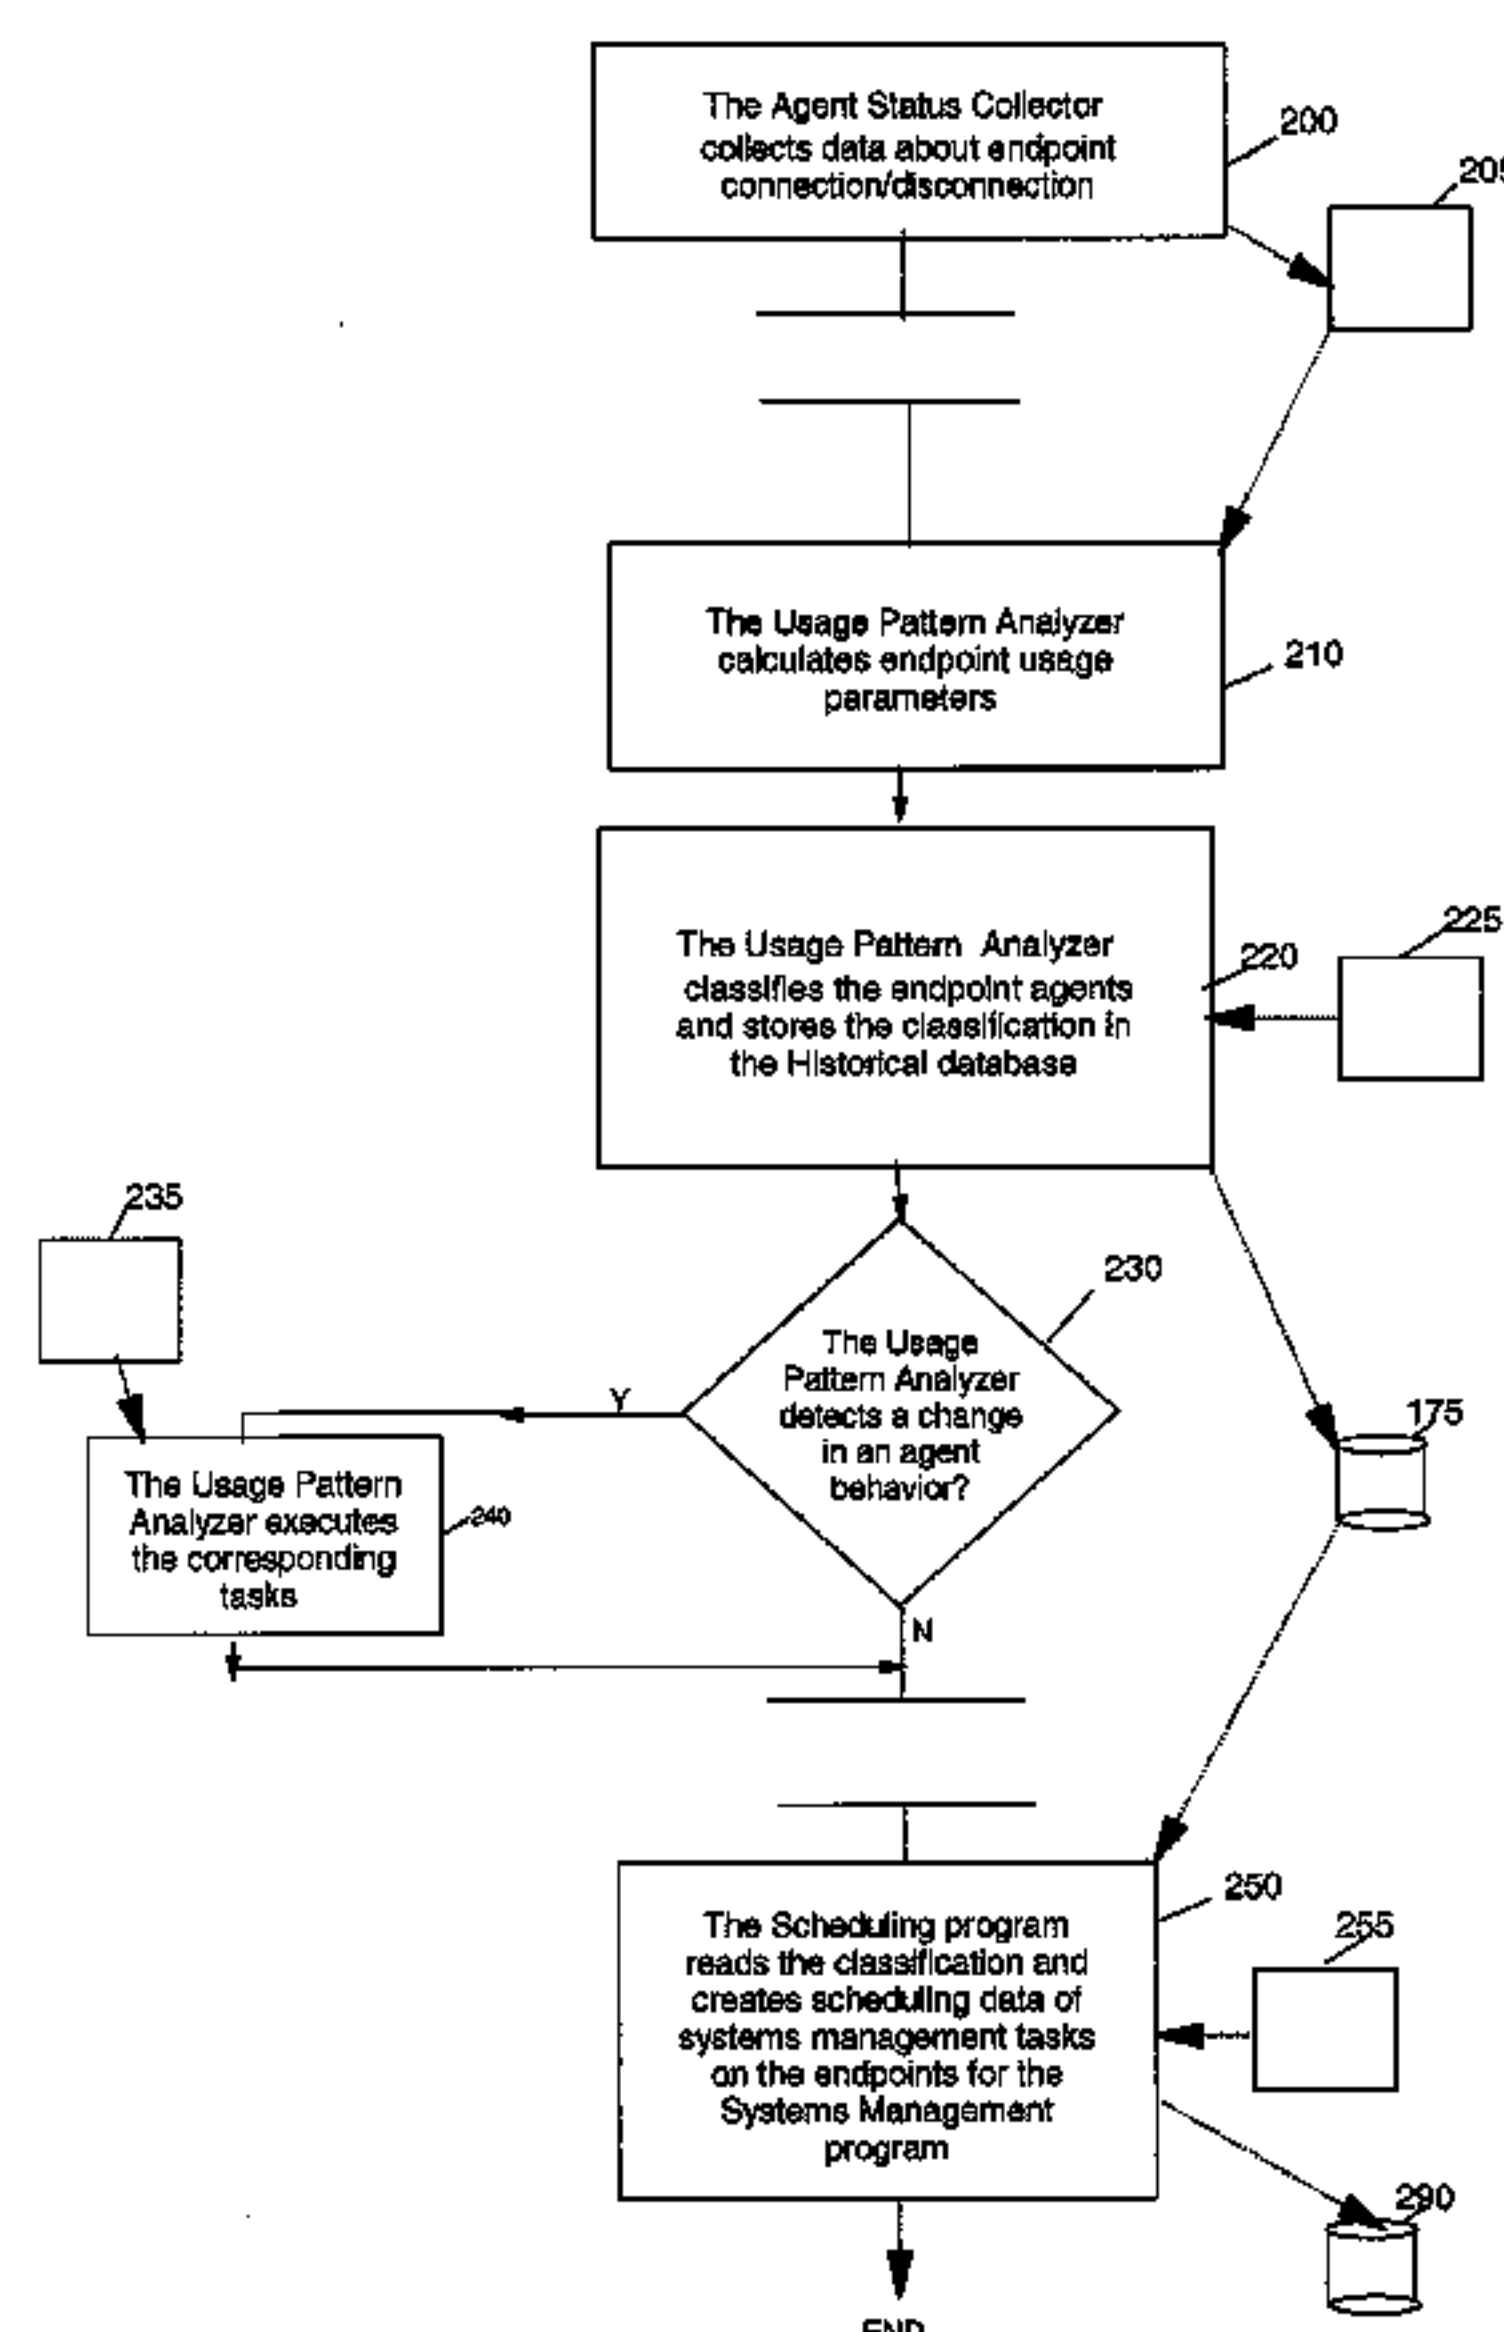 The Agent Status Collector
collects data about endpoint
connection/disconnection
200
205
The Usage Pattern Analyzer
calculates endpoint usage
parameters
210
The Usage Pattern Analyzer
classifies the endpoint agents
and stores the classification in
the Historical database
220
225
235
230
The Usage
Pattern Analyzer
detects a change
in an agent
behavior?
Y
175
The Usage Pattern
Analyzer executes
the corresponding
tasks
240
N
The Scheduling program
reads the classification and
creates scheduling data of
systems management tasks
on the endpoints for the
Systems Management
program
250
255
290
END